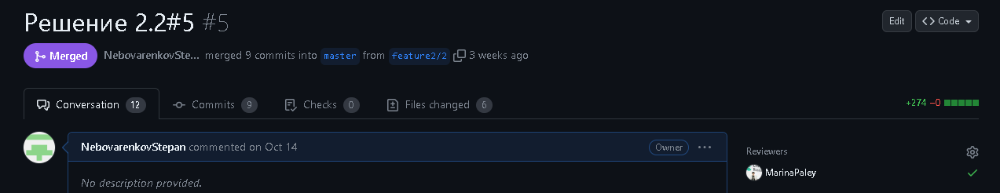 Решение 2.2#5 #5
Edit
Code
Merged
NebovarenkovSte... merged 9 commits into master from feature2/2 3 weeks ago
Conversation 12
Commits 9
Checks 0
Files changed 6
+274 −0
NebovarenkovStepan commented on Oct 14
Owner
No description provided.
Reviewers
MarinaPaley